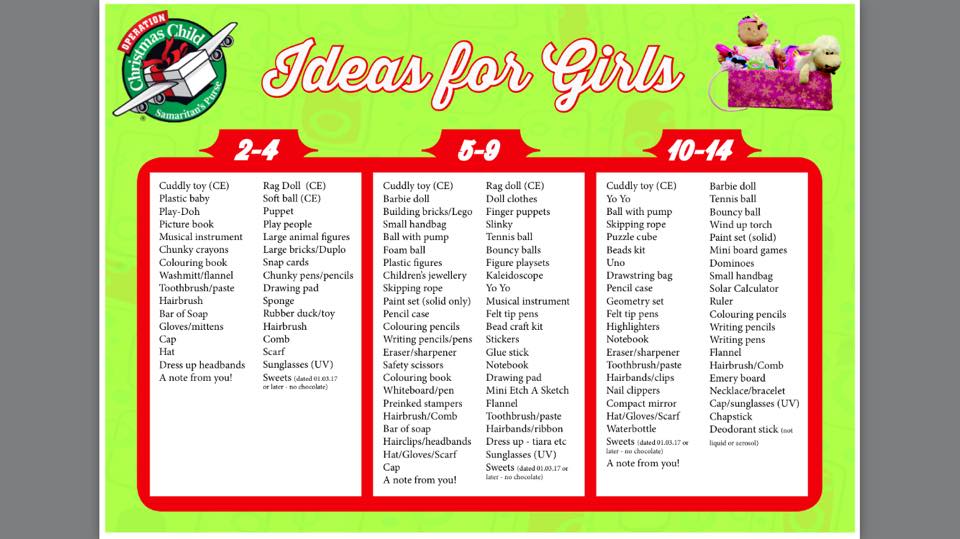 OPERATION
Christmas Child
Samaritan's Purse
®
Ideas for Girls
2-4
Cuddly toy (CE)
Plastic baby
Play-Doh
Picture book
Musical instrument
Chunky crayons
Colouring book
Washmitt/flannel
Toothbrush/paste
Hairbrush
Bar of Soap
Gloves/mittens
Cap
Hat
Dress up headbands
A note from you!
Rag Doll (CE)
Soft ball (CE)
Puppet
Play people
Large animal figures
Large bricks/Duplo
Snap cards
Chunky pens/pencils
Drawing pad
Sponge
Rubber duck/toy
Hairbrush
Comb
Scarf
Sunglasses (UV)
Sweets (dated 01.03.17
or later - no chocolate)
5-9
Cuddly toy (CE)
Barbie doll
Building bricks/Lego
Small handbag
Ball with pump
Foam ball
Plastic figures
Children's jewellery
Skipping rope
Paint set (solid only)
Pencil case
Colouring pencils
Writing pencils/pens
Eraser/sharpener
Safety scissors
Colouring book
Whiteboard/pen
Preinked stampers
Hairbrush/Comb
Bar of soap
Hairclips/headbands
Hat/Gloves/Scarf
Cap
A note from you!
Rag doll (CE)
Doll clothes
Finger puppets
Slinky
Tennis ball
Bouncy balls
Figure playsets
Kaleidoscope
Yo Yo
Musical instrument
Felt tip pens
Bead craft kit
Stickers
Glue stick
Notebook
Drawing pad
Mini Etch A Sketch
Flannel
Toothbrush/paste
Hairbands/ribbon
Dress up - tiara etc
Sunglasses (UV)
Sweets (dated 01.03.17 or
later - no chocolate)
10-14
Cuddly toy (CE)
Yo Yo
Ball with pump
Skipping rope
Puzzle cube
Beads kit
Uno
Drawstring bag
Pencil case
Geometry set
Felt tip pens
Highlighters
Notebook
Eraser/sharpener
Toothbrush/paste
Hairbands/clips
Nail clippers
Compact mirror
Hat/Gloves/Scarf
Waterbottle
Sweets (dated 01.03.17 or
later - no chocolate)
A note from you!
Barbie doll
Tennis ball
Bouncy ball
Wind up torch
Paint set (solid)
Mini board games
Dominoes
Small handbag
Solar Calculator
Ruler
Colouring pencils
Writing pencils
Writing pens
Flannel
Hairbrush/Comb
Emery board
Necklace/bracelet
Cap/sunglasses (UV)
Chapstick
Deodorant stick (not
liquid or aerosol)